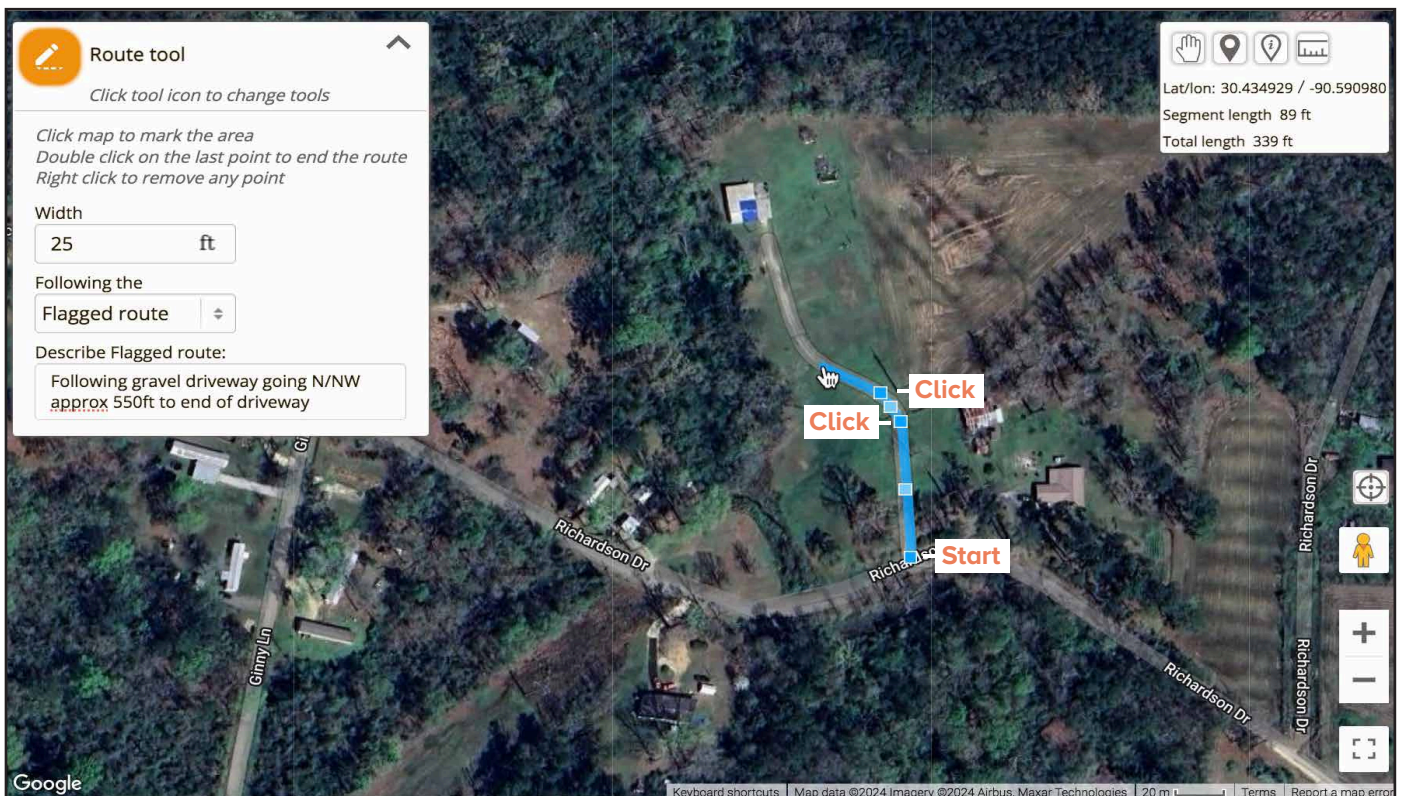 Route tool
Click tool icon to change tools
Click map to mark the area
Double click on the last point to end the route
Right click to remove any point
Width
25 ft
Following the
Flagged route
Describe Flagged route:
Following gravel driveway going N/NW
approx 550ft to end of driveway
Lat/lon: 30.434929 / -90.590980
Segment length 89 ft
Total length 339 ft
Click
Click
Start
Richardson Dr
Richardso
Richardson Dr
Richardson Dr
Richardson Dr
Gi
Ginny Ln
Google
Keyboard shortcuts
Map data ©2024 Imagery ©2024 Airbus, Maxar Technologies
20 m
Terms
Report a map error